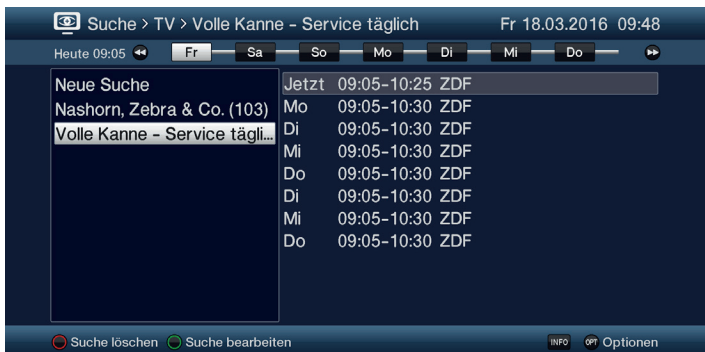 Suche > TV > Volle Kanne - Service täglich Fr 18.03.2016 09:48
Heute 09:05 Fr Sa So Mo Di Mi Do
Neue Suche
Nashorn, Zebra & Co. (103)
Volle Kanne - Service tägli...
Jetzt 09:05-10:25 ZDF
Mo 09:05-10:30 ZDF
Di 09:05-10:30 ZDF
Mi 09:05-10:30 ZDF
Do 09:05-10:30 ZDF
Di 09:05-10:30 ZDF
Mi 09:05-10:30 ZDF
Do 09:05-10:30 ZDF
Suche löschen Suche bearbeiten INFO OPT Optionen